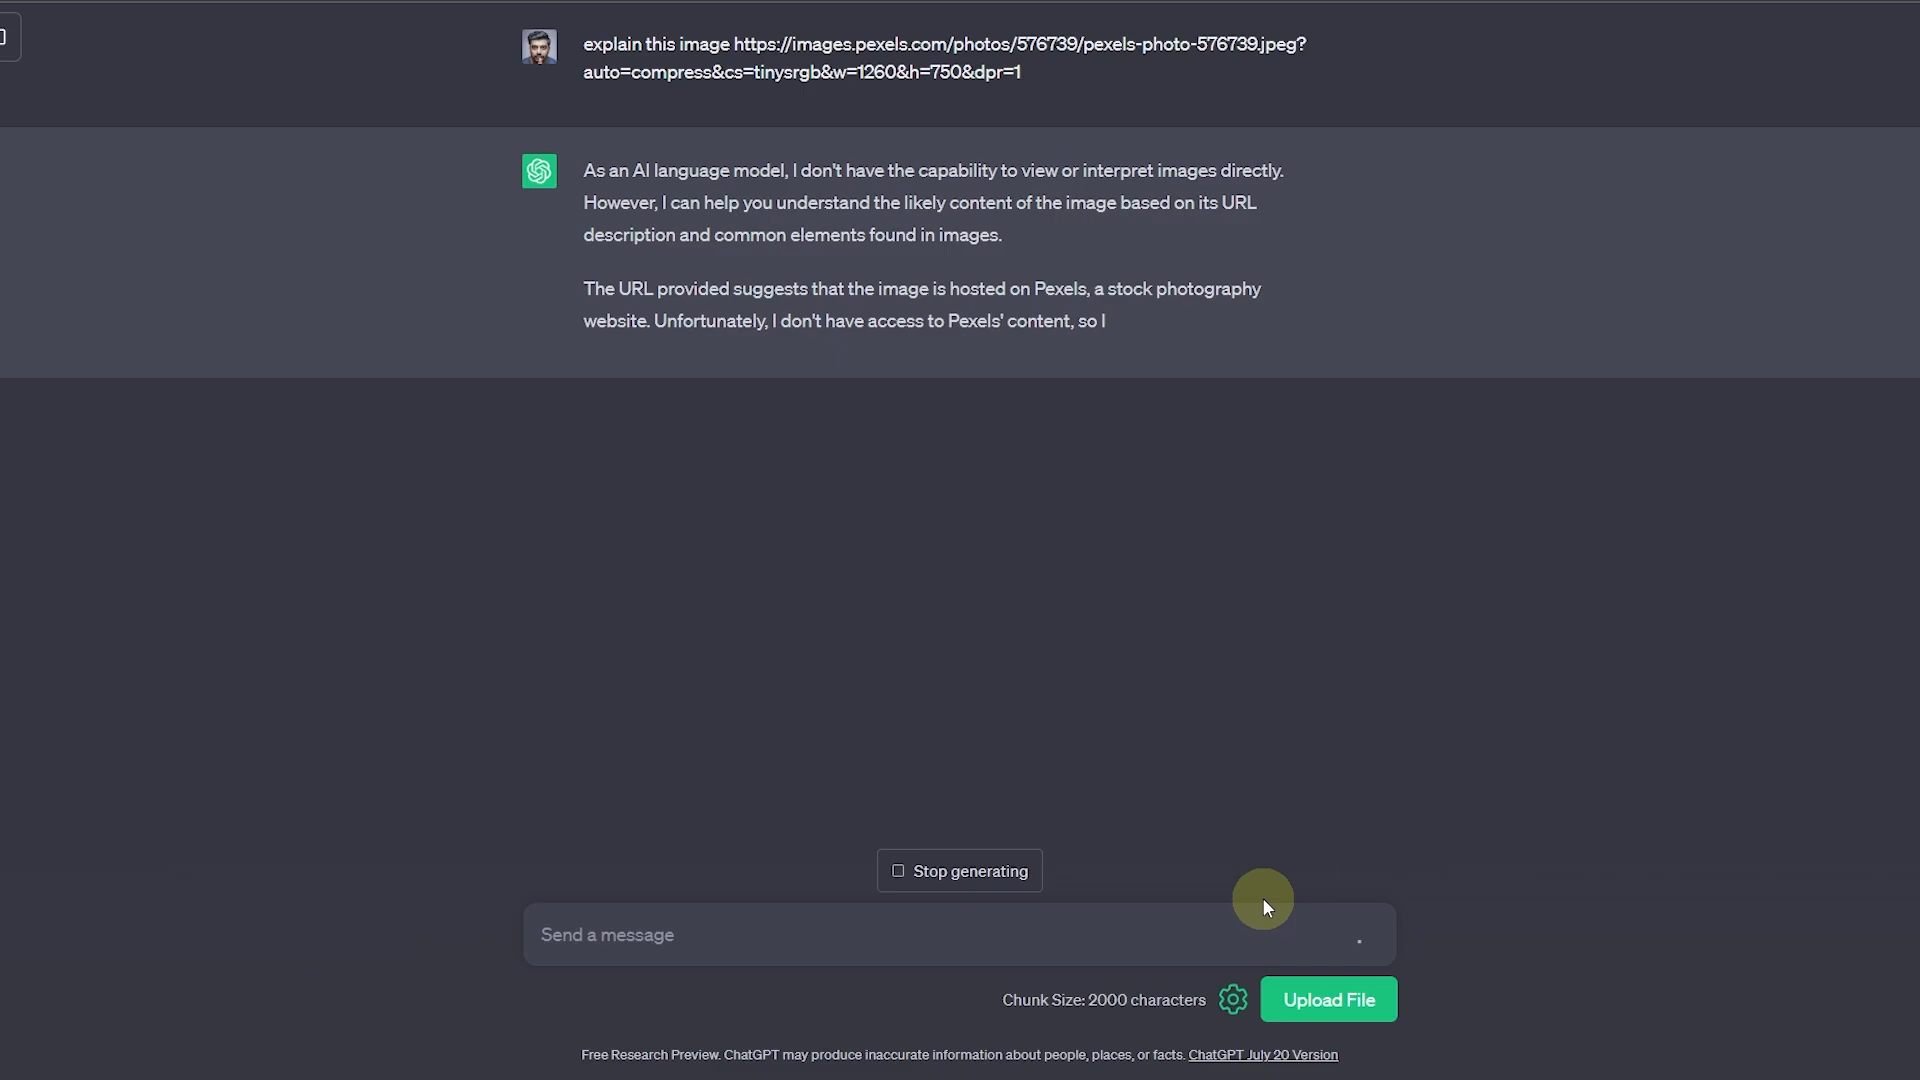 explain this image https://images.pexels.com/photos/576739/pexels-photo-576739.jpeg?
auto=compress&cs=tinysrgb&w=1260&h=750&dpr=1
As an AI language model, I don't have the capability to view or interpret images directly.
However, I can help you understand the likely content of the image based on its URL
description and common elements found in images.
The URL provided suggests that the image is hosted on Pexels, a stock photography
website. Unfortunately, I don't have access to Pexels' content, so I
Stop generating
Send a message
Chunk Size: 2000 characters
Upload File
Free Research Preview. ChatGPT may produce inaccurate information about people, places, or facts. ChatGPT July 20 Version